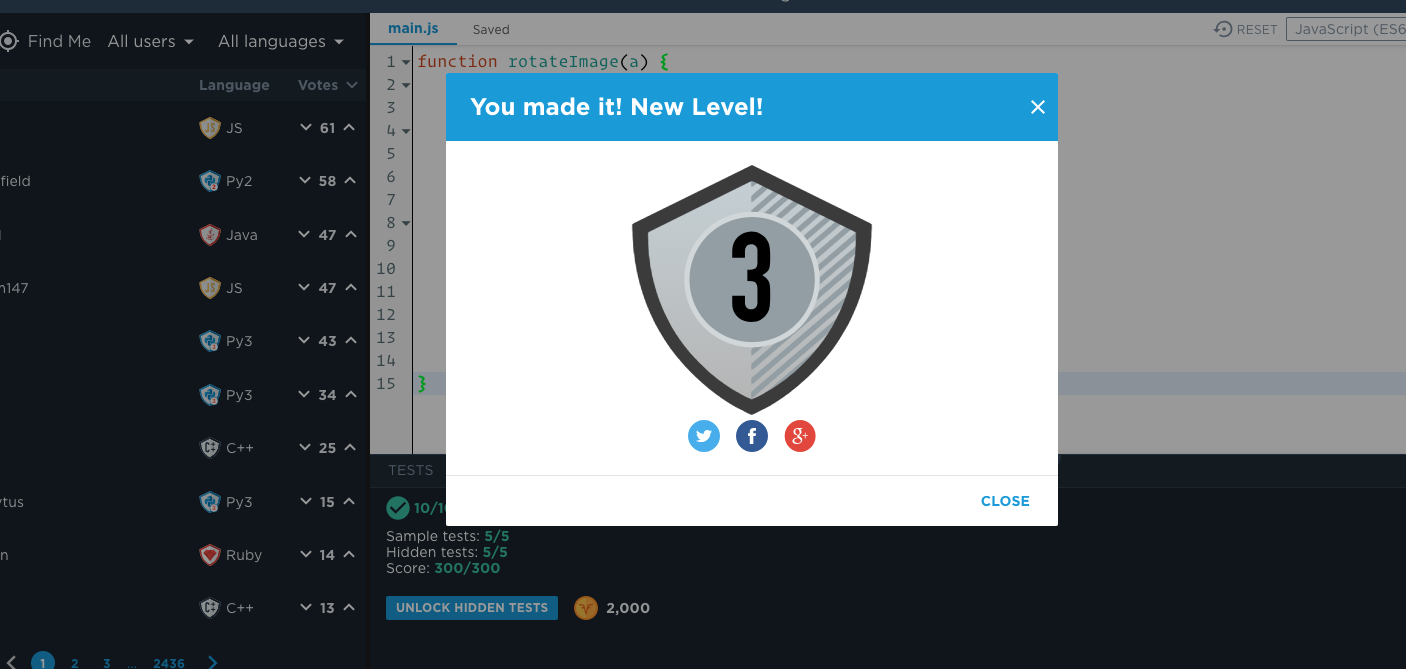 Find Me All users All languages
Language Votes
JS 61
field Py2 58
Java 47
n147 JS 47
Py3 43
Py3 34
C++ 25
ytus Py3 15
n Ruby 14
C++ 13
1 2 3 ... 2436
main.js Saved RESET JavaScript (ES6
1 function rotateImage(a) {
2
3
4
5
6
7
8
9
10
11
12
13
14
15 }
You made it! New Level!
3
CLOSE
TESTS
10/10
Sample tests: 5/5
Hidden tests: 5/5
Score: 300/300
UNLOCK HIDDEN TESTS 2,000